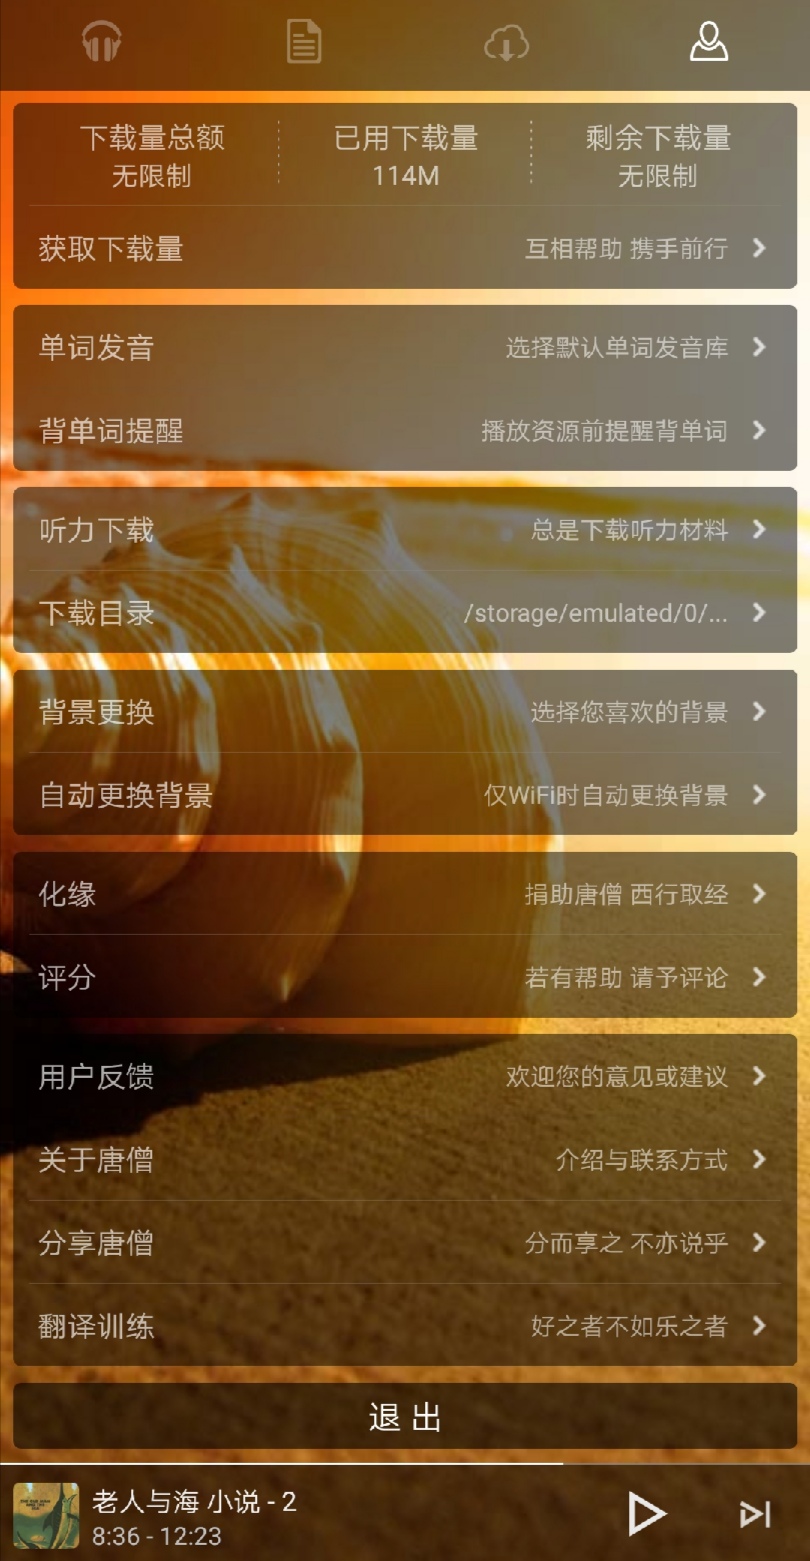 下载量总额 已用下载量 剩余下载量
无限制 114M 无限制
获取下载量 互相帮助 携手前行
单词发音 选择默认单词发音库
背单词提醒 播放资源前提醒背单词
听力下载 总是下载听力材料
下载目录 /storage/emulated/0/...
背景更换 选择您喜欢的背景
自动更换背景 仅WiFi时自动更换背景
化缘 捐助唐僧 西行取经
评分 若有帮助 请予评论
用户反馈 欢迎您的意见或建议
关于唐僧 介绍与联系方式
分享唐僧 分而享之 不亦说乎
翻译训练 好之者不如乐之者
退出
老人与海 小说 - 2
8:36 - 12:23